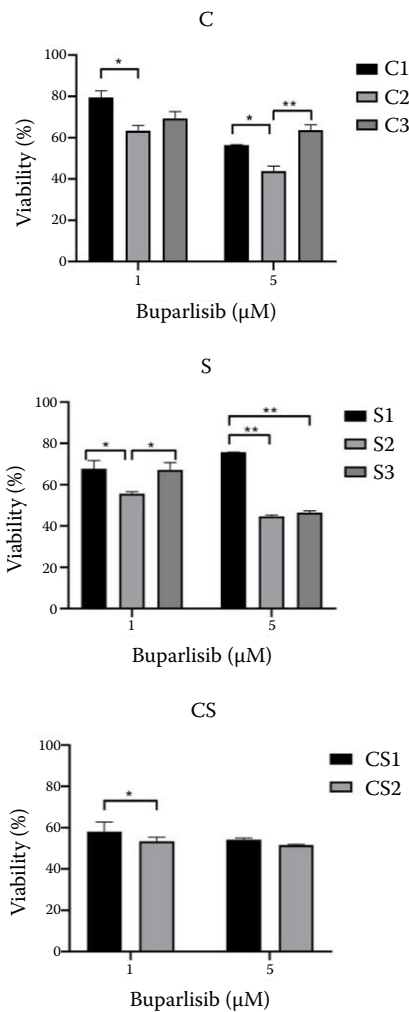 C
100
80
60
40
20
0
Viability (%)
*
*
**
C1
C2
C3
1
5
Buparlisib (µM)
S
100
80
60
40
20
0
Viability (%)
*
*
**
**
S1
S2
S3
1
5
Buparlisib (µM)
CS
100
80
60
40
20
0
Viability (%)
*
CS1
CS2
1
5
Buparlisib (µM)